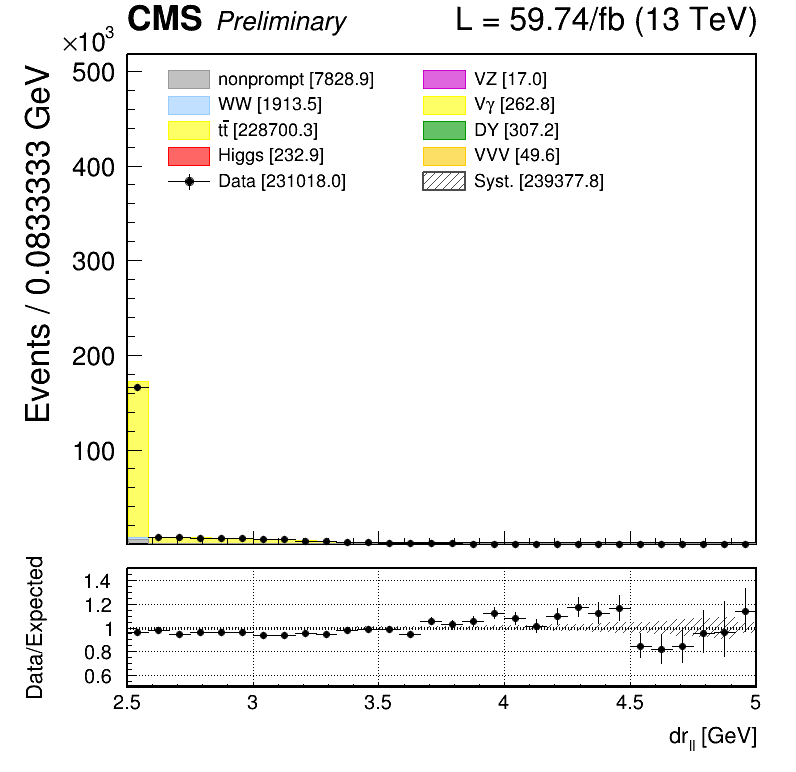 CMS Preliminary L = 59.74/fb (13 TeV)
×10³
Events / 0.0833333 GeV
500
400
300
200
100
nonprompt [7828.9] VZ [17.0]
WW [1913.5] Vγ [262.8]
tt̄ [228700.3] DY [307.2]
Higgs [232.9] VVV [49.6]
Data [231018.0] Syst. [239377.8]
Data/Expected
1.4
1.2
1
0.8
0.6
2.5 3 3.5 4 4.5 5
dr_ll [GeV]